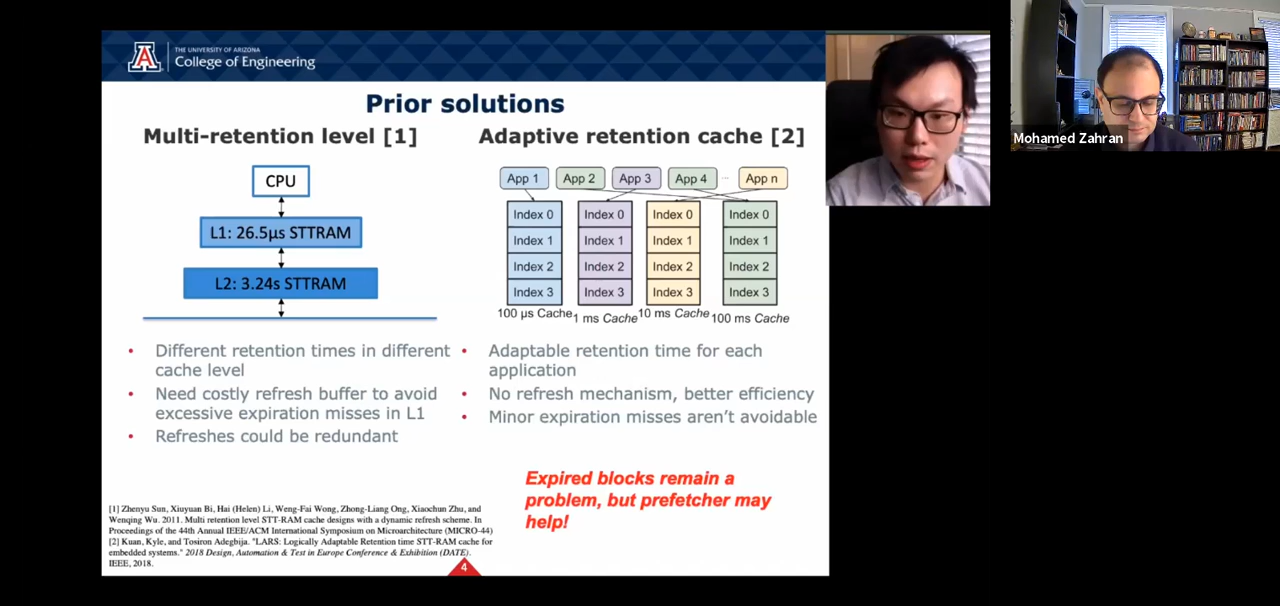 THE UNIVERSITY OF ARIZONA
College of Engineering
Prior solutions
Multi-retention level [1]
CPU
L1: 26.5µs STTRAM
L2: 3.24s STTRAM
• Different retention times in different
cache level
• Need costly refresh buffer to avoid
excessive expiration misses in L1
• Refreshes could be redundant
Adaptive retention cache [2]
App 1 App 2 App 3 App 4 ... App n
Index 0 Index 0 Index 0 Index 0
Index 1 Index 1 Index 1 Index 1
Index 2 Index 2 Index 2 Index 2
Index 3 Index 3 Index 3 Index 3
100 µs Cache 1 ms Cache 10 ms Cache 100 ms Cache
• Adaptable retention time for each
application
• No refresh mechanism, better efficiency
• Minor expiration misses aren't avoidable
Expired blocks remain a
problem, but prefetcher may
help!
[1] Zhenyu Sun, Xiuyuan Bi, Hai (Helen) Li, Weng-Fai Wong, Zhong-Liang Ong, Xiaochun Zhu, and
Wenqing Wu. 2011. Multi retention level STT-RAM cache designs with a dynamic refresh scheme. In
Proceedings of the 44th Annual IEEE/ACM International Symposium on Microarchitecture (MICRO-44)
[2] Kuan, Kyle, and Tosiron Adegbija. "LARS: Logically Adaptable Retention time STT-RAM cache for
embedded systems." 2018 Design, Automation & Test in Europe Conference & Exhibition (DATE).
IEEE, 2018.
4
Mohamed Zahran